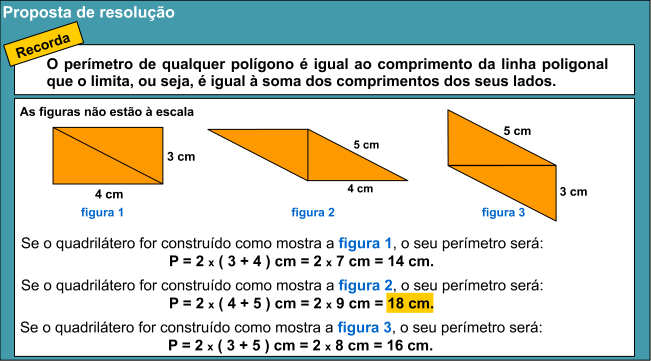 Proposta de resolução
Recorda
O perímetro de qualquer polígono é igual ao comprimento da linha poligonal
que o limita, ou seja, é igual à soma dos comprimentos dos seus lados.
As figuras não estão à escala
3 cm
4 cm
figura 1
5 cm
4 cm
figura 2
5 cm
3 cm
figura 3
Se o quadrilátero for construído como mostra a figura 1, o seu perímetro será:
P = 2 x ( 3 + 4 ) cm = 2 x 7 cm = 14 cm.
Se o quadrilátero for construído como mostra a figura 2, o seu perímetro será:
P = 2 x ( 4 + 5 ) cm = 2 x 9 cm = 18 cm.
Se o quadrilátero for construído como mostra a figura 3, o seu perímetro será:
P = 2 x ( 3 + 5 ) cm = 2 x 8 cm = 16 cm.